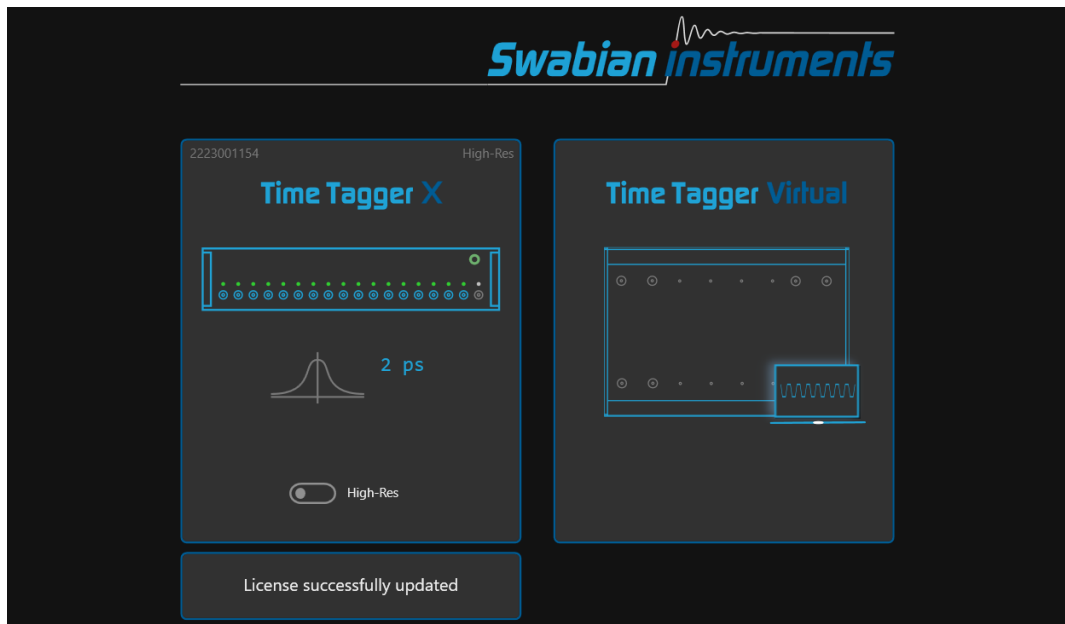 Swabian instruments
2223001154
High-Res
Time Tagger X
2 ps
High-Res
License successfully updated
Time Tagger Virtual